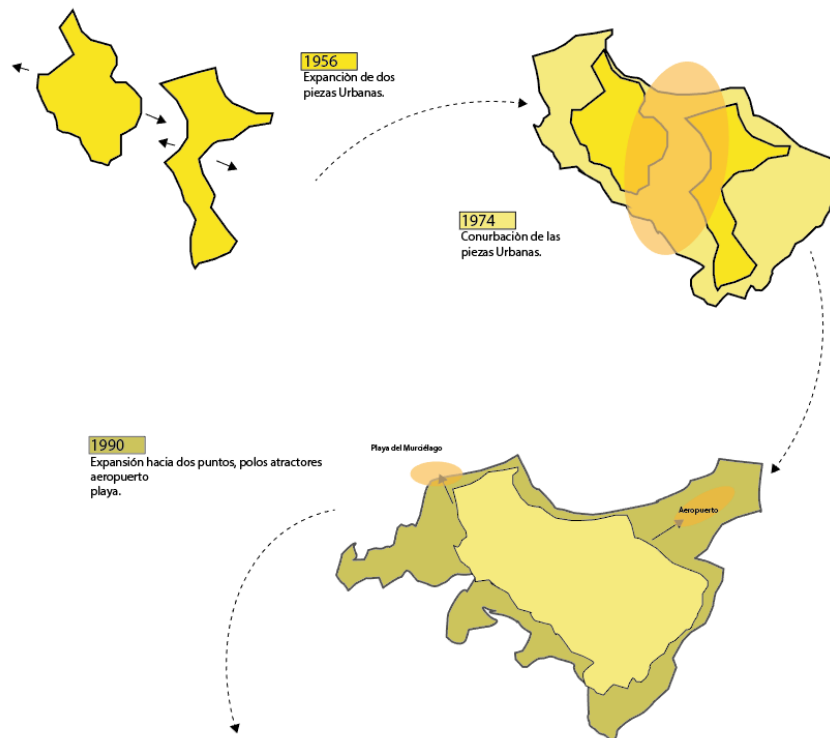 1956
Expanciòn de dos
piezas Urbanas.
1974
Conurbaciòn de las
piezas Urbanas.
1990
Expansión hacia dos puntos, polos atractores
aeropuerto
playa.
Playa del Murciélago
Aeropuerto